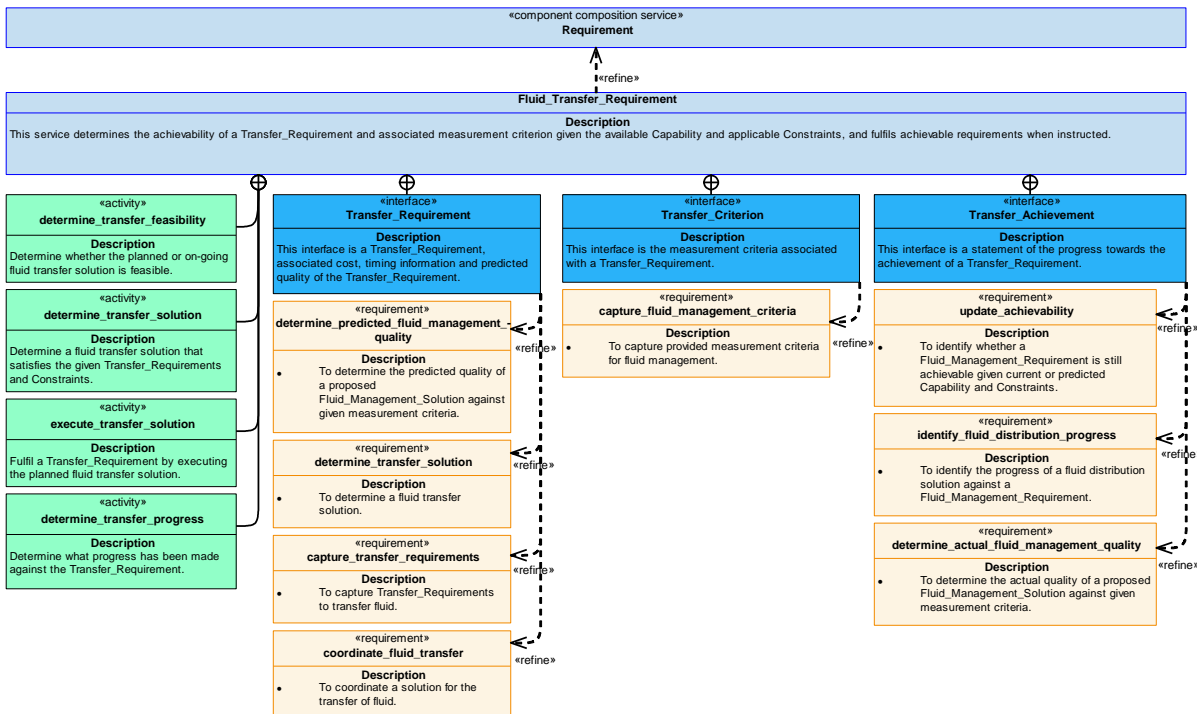 «component composition service»
Requirement
«refine»
Fluid_Transfer_Requirement
Description
This service determines the achievability of a Transfer_Requirement and associated measurement criterion given the available Capability and applicable Constraints, and fulfils achievable requirements when instructed.
«activity»
determine_transfer_feasibility
Description
Determine whether the planned or on-going
fluid transfer solution is feasible.
«activity»
determine_transfer_solution
Description
Determine a fluid transfer solution that
satisfies the given Transfer_Requirements
and Constraints.
«activity»
execute_transfer_solution
Description
Fulfil a Transfer_Requirement by executing
the planned fluid transfer solution.
«activity»
determine_transfer_progress
Description
Determine what progress has been made
against the Transfer_Requirement.
«interface»
Transfer_Requirement
Description
This interface is a Transfer_Requirement,
associated cost, timing information and predicted
quality of the Transfer_Requirement.
«requirement»
determine_predicted_fluid_management_-
quality
Description
• To determine the predicted quality of
a proposed
Fluid_Management_Solution against
given measurement criteria.
«refine»
«requirement»
determine_transfer_solution
Description
• To determine a fluid transfer
solution.
«refine»
«requirement»
capture_transfer_requirements
Description
• To capture Transfer_Requirements
to transfer fluid.
«refine»
«requirement»
coordinate_fluid_transfer
Description
• To coordinate a solution for the
transfer of fluid.
«refine»
«interface»
Transfer_Criterion
Description
This interface is the measurement criteria associated
with a Transfer_Requirement.
«requirement»
capture_fluid_management_criteria
Description
• To capture provided measurement criteria
for fluid management.
«refine»
«interface»
Transfer_Achievement
Description
This interface is a statement of the progress towards the
achievement of a Transfer_Requirement.
«requirement»
update_achievability
Description
• To identify whether a
Fluid_Management_Requirement is still
achievable given current or predicted
Capability and Constraints.
«refine»
«requirement»
identify_fluid_distribution_progress
Description
• To identify the progress of a fluid distribution
solution against a
Fluid_Management_Requirement.
«refine»
«requirement»
determine_actual_fluid_management_quality
Description
• To determine the actual quality of a proposed
Fluid_Management_Solution against given
measurement criteria.
«refine»